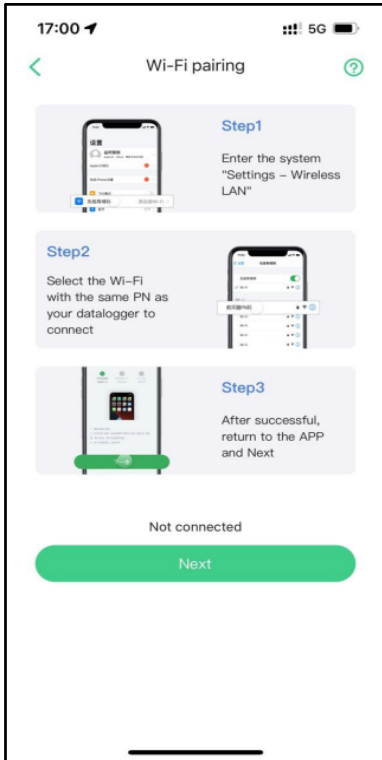 17:00
5G
Wi-Fi pairing
Step1
Enter the system
"Settings – Wireless
LAN"
设置
Step2
Select the Wi-Fi
with the same PN as
your datalogger to
connect
Step3
After successful,
return to the APP
and Next
Not connected
Next